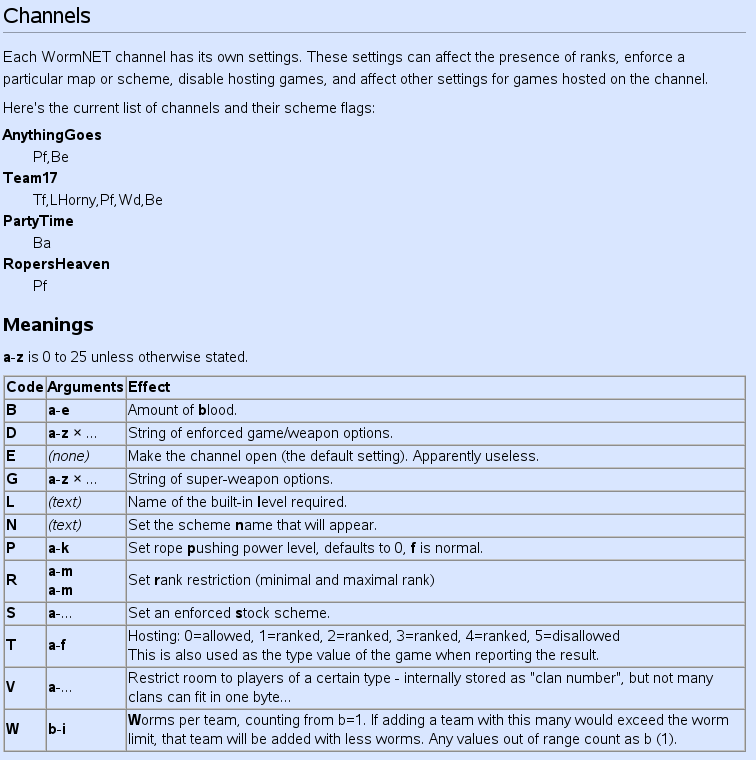 Channels
Each WormNET channel has its own settings. These settings can affect the presence of ranks, enforce a
particular map or scheme, disable hosting games, and affect other settings for games hosted on the channel.
Here's the current list of channels and their scheme flags:
AnythingGoes
Pf,Be
Team17
Tf,LHorny,Pf,Wd,Be
PartyTime
Ba
RopersHeaven
Pf
Meanings
a-z is 0 to 25 unless otherwise stated.
Code Arguments Effect
B a-e Amount of blood.
D a-z × ... String of enforced game/weapon options.
E (none) Make the channel open (the default setting). Apparently useless.
G a-z × ... String of super-weapon options.
L (text) Name of the built-in level required.
N (text) Set the scheme name that will appear.
P a-k Set rope pushing power level, defaults to 0, f is normal.
R a-m
a-m Set rank restriction (minimal and maximal rank)
S a-... Set an enforced stock scheme.
T a-f Hosting: 0=allowed, 1=ranked, 2=ranked, 3=ranked, 4=ranked, 5=disallowed
This is also used as the type value of the game when reporting the result.
V a-... Restrict room to players of a certain type - internally stored as "clan number", but not many
clans can fit in one byte...
W b-i Worms per team, counting from b=1. If adding a team with this many would exceed the worm
limit, that team will be added with less worms. Any values out of range count as b (1).